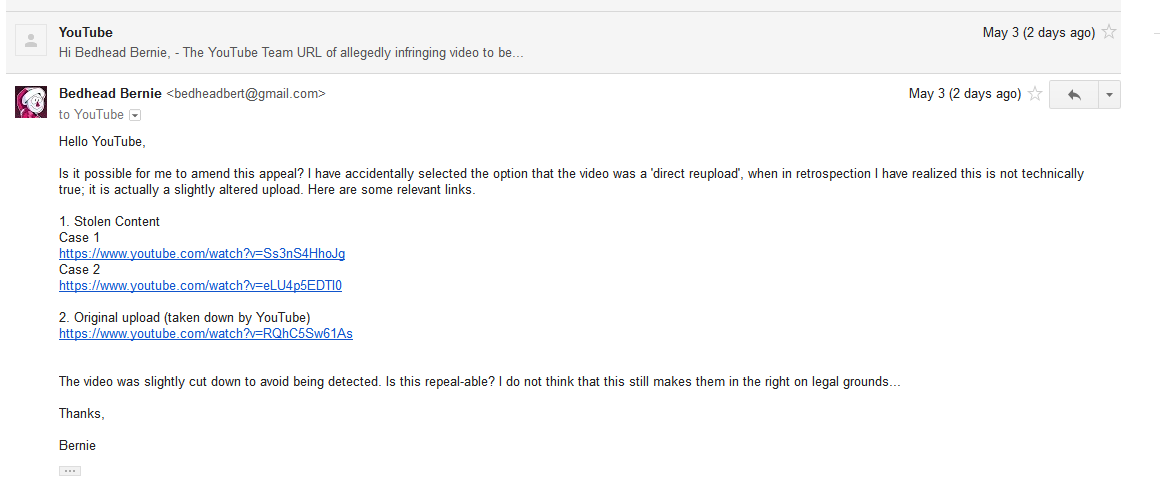 YouTube
May 3 (2 days ago)
Hi Bedhead Bernie, - The YouTube Team URL of allegedly infringing video to be...
Bedhead Bernie <bedheadbert@gmail.com>
May 3 (2 days ago)
to YouTube
Hello YouTube,
Is it possible for me to amend this appeal? I have accidentally selected the option that the video was a 'direct reupload', when in retrospection I have realized this is not technically
true; it is actually a slightly altered upload. Here are some relevant links.
1. Stolen Content
Case 1
https://www.youtube.com/watch?v=Ss3nS4HhoJg
Case 2
https://www.youtube.com/watch?v=eLU4p5EDTl0
2. Original upload (taken down by YouTube)
https://www.youtube.com/watch?v=RQhC5Sw61As
The video was slightly cut down to avoid being detected. Is this repeal-able? I do not think that this still makes them in the right on legal grounds...
Thanks,
Bernie